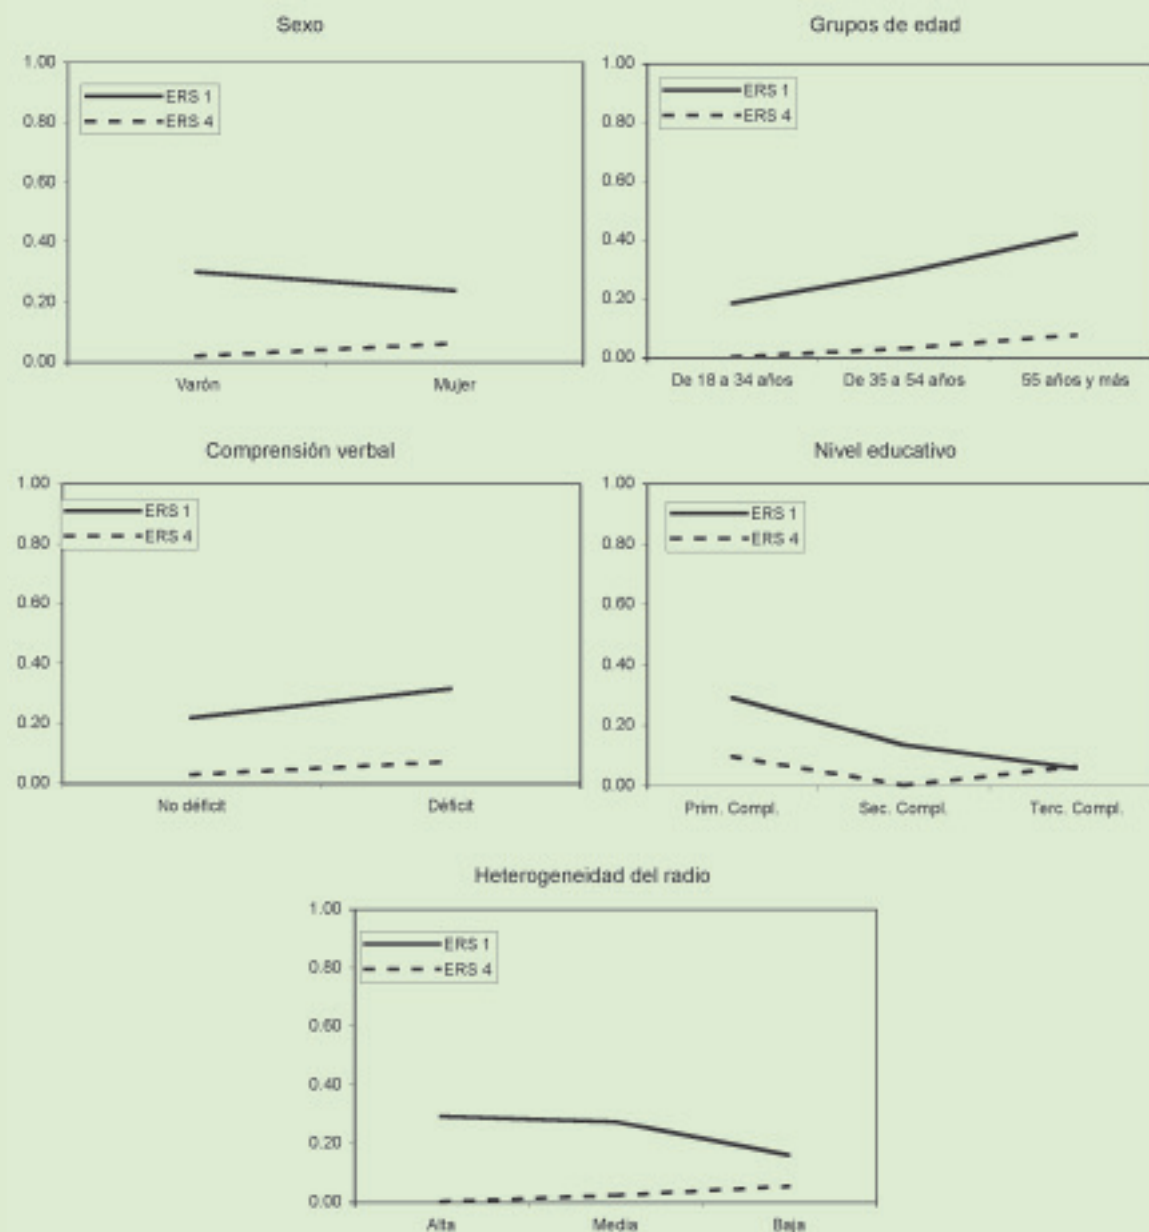 Sexo
1.00
0.80
0.60
0.40
0.20
0.00
ERS 1
ERS 4
Varón
Mujer
Grupos de edad
1.00
0.80
0.60
0.40
0.20
0.00
ERS 1
ERS 4
De 18 a 34 años
De 35 a 54 años
55 años y más
Comprensión verbal
1.00
0.80
0.60
0.40
0.20
0.00
ERS 1
ERS 4
No déficit
Déficit
Nivel educativo
1.00
0.80
0.60
0.40
0.20
0.00
ERS 1
ERS 4
Prim. Compl.
Sec. Compl.
Terc. Compl.
Heterogeneidad del radio
1.00
0.80
0.60
0.40
0.20
0.00
ERS 1
ERS 4
Alta
Media
Baja